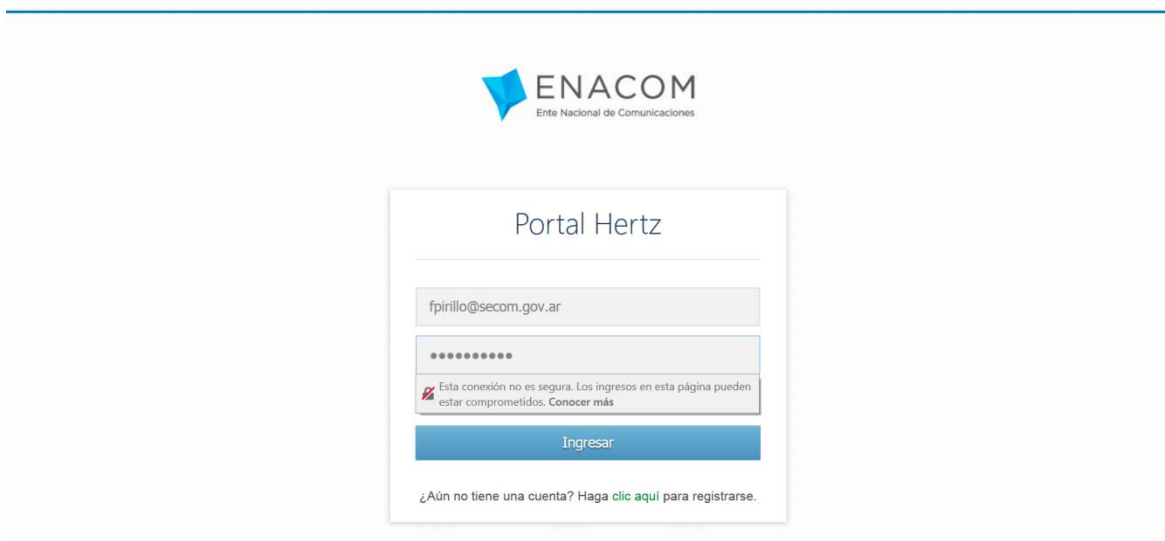 ENACOM
Ente Nacional de Comunicaciones
Portal Hertz
fpirillo@secom.gov.ar
●●●●●●●●●●
Esta conexión no es segura. Los ingresos en esta página pueden
estar comprometidos. Conocer más
Ingresar
¿Aún no tiene una cuenta? Haga clic aquí para registrarse.